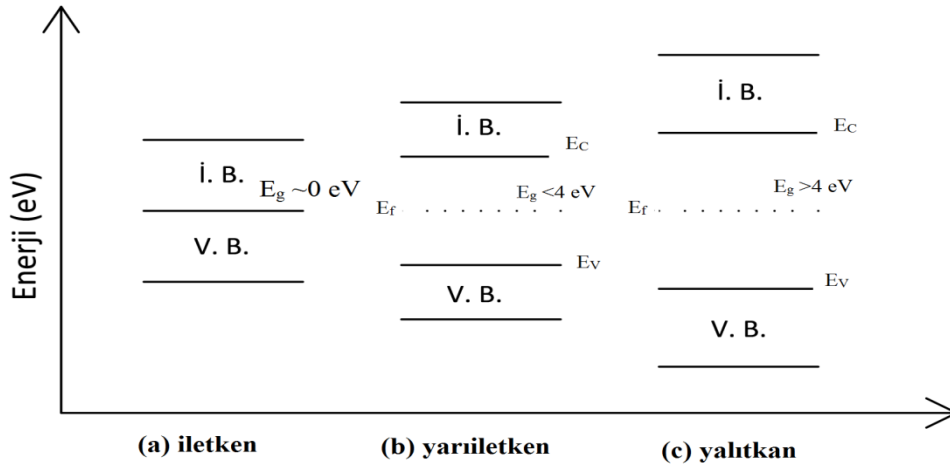 Enerji (eV)
İ. B.
E_g ~0 eV
V. B.
İ. B.
E_C
E_g <4 eV
E_f
E_V
V. B.
İ. B.
E_C
E_g >4 eV
E_f
E_V
V. B.
(a) iletken
(b) yarıiletken
(c) yalıtkan